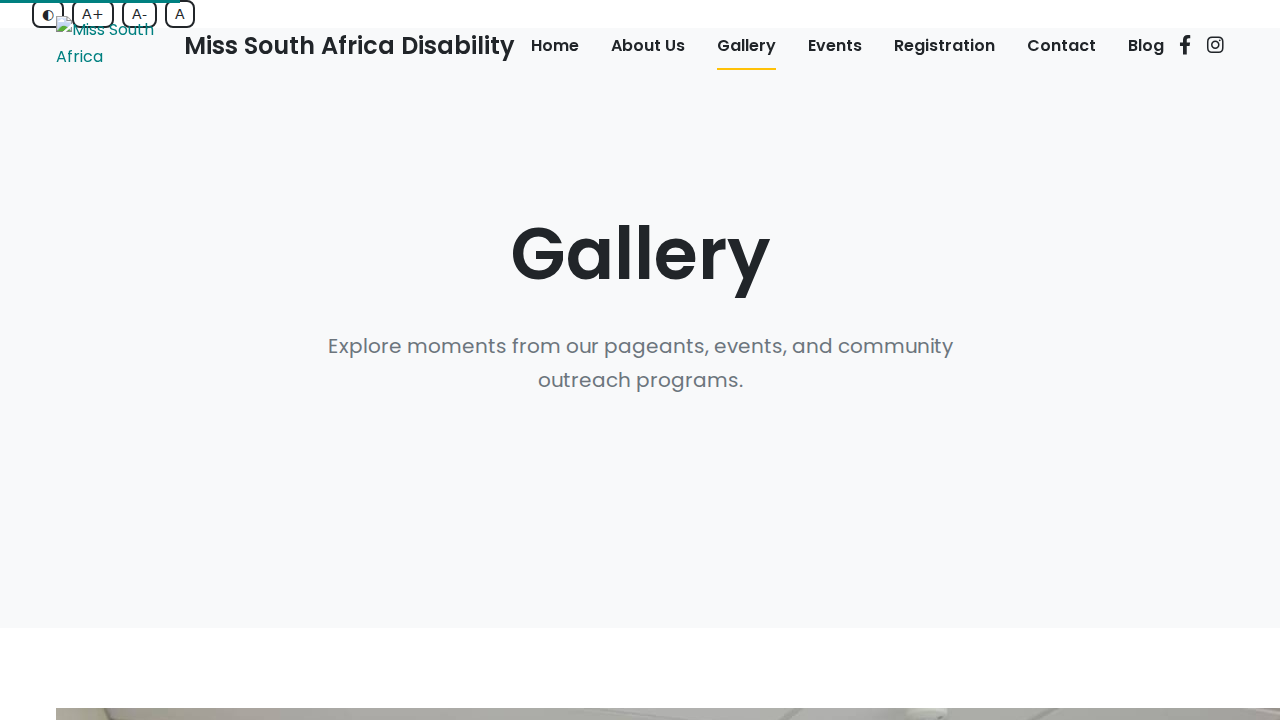 ◐ A+ A- A
Miss South Africa
Miss South Africa Disability
Home About Us Gallery Events Registration Contact Blog
Gallery
Explore moments from our pageants, events, and community
outreach programs.